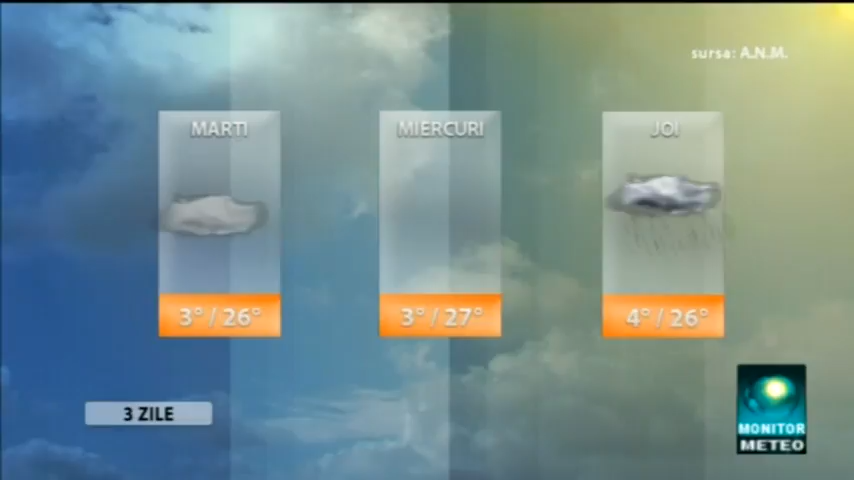 sursa: A.N.M.
MARTI
MIERCURI
JOI
3° / 26°
3° / 27°
4° / 26°
3 ZILE
MONITOR
METEO